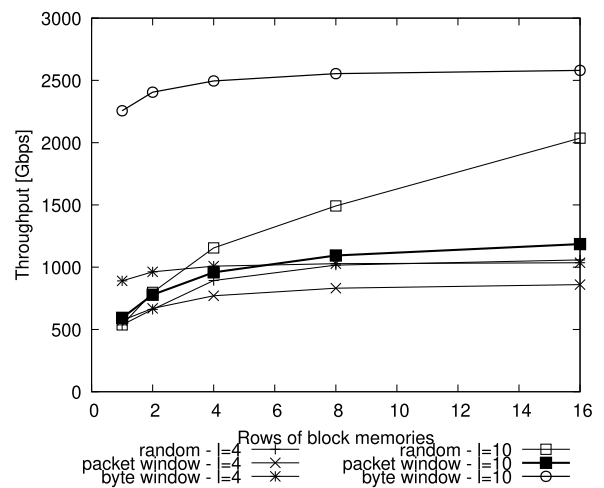 3000
2500
2000
1500
1000
500
0
Throughput [Gbps]
0 2 4 6 8 10 12 14 16
Rows of block memories
random - l=4 random - l=10
packet window - l=4 packet window - l=10
byte window - l=4 byte window - l=10